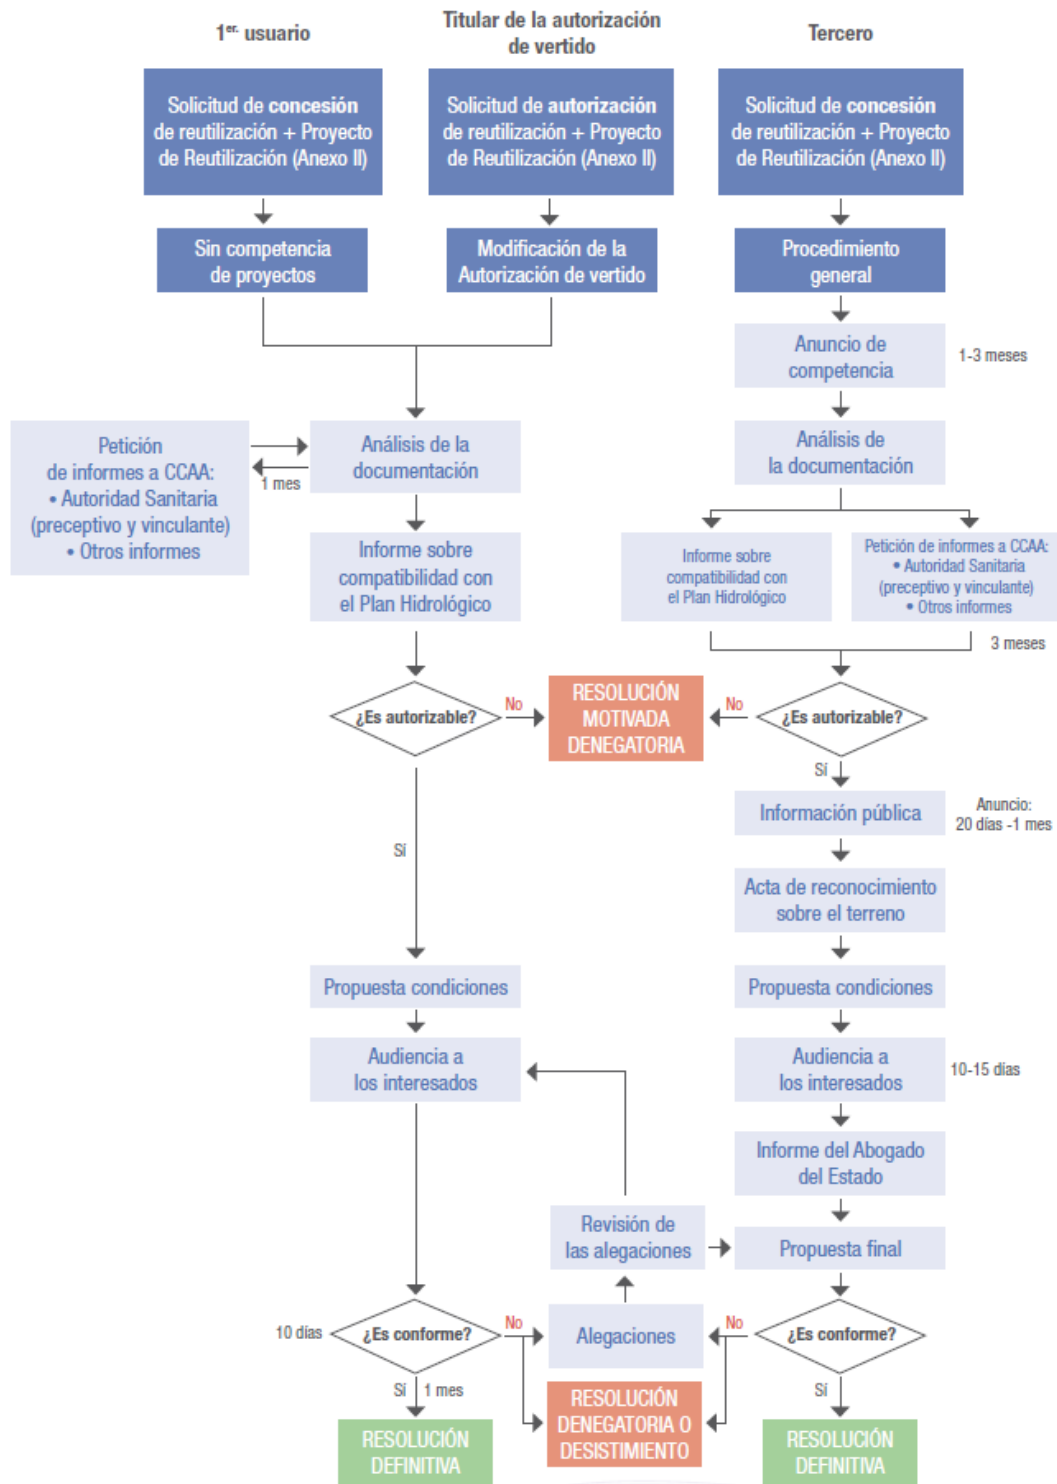 1er. usuario
Titular de la autorización
de vertido
Tercero
Solicitud de concesión
de reutilización + Proyecto
de Reutilización (Anexo II)
Solicitud de autorización
de reutilización + Proyecto
de Reutilización (Anexo II)
Solicitud de concesión
de reutilización + Proyecto
de Reutilización (Anexo II)
Sin competencia
de proyectos
Modificación de la
Autorización de vertido
Procedimiento
general
Anuncio de
competencia
1-3 meses
Petición
de informes a CCAA:
• Autoridad Sanitaria
(preceptivo y vinculante)
• Otros informes
1 mes
Análisis de la
documentación
Análisis de
la documentación
Informe sobre
compatibilidad con
el Plan Hidrológico
Informe sobre
compatibilidad con
el Plan Hidrológico
Petición de informes a CCAA:
• Autoridad Sanitaria
(preceptivo y vinculante)
• Otros informes
3 meses
¿Es autorizable?
No
RESOLUCIÓN
MOTIVADA
DENEGATORIA
No
¿Es autorizable?
Sí
Sí
Información pública
Anuncio:
20 días -1 mes
Acta de reconocimiento
sobre el terreno
Propuesta condiciones
Propuesta condiciones
Audiencia a
los interesados
Audiencia a
los interesados
10-15 días
Informe del Abogado
del Estado
Revisión de
las alegaciones
Propuesta final
10 días
¿Es conforme?
No
Alegaciones
No
¿Es conforme?
Sí
1 mes
Sí
RESOLUCIÓN
DENEGATORIA O
DESISTIMIENTO
RESOLUCIÓN
DEFINITIVA
RESOLUCIÓN
DEFINITIVA